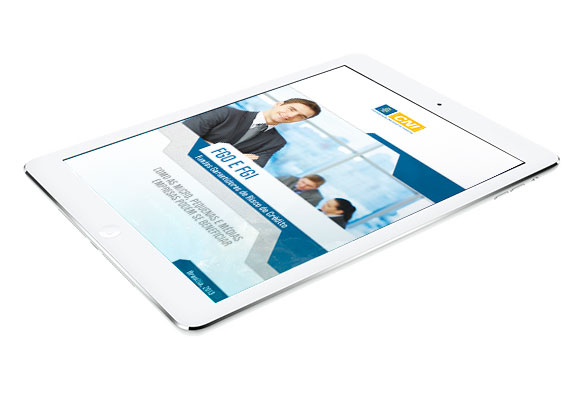 CNI
FGO E FGI
Fundos Garantidores de Risco de Crédito
COMO AS MICRO, PEQUENAS E MÉDIAS
EMPRESAS PODEM SE BENEFICIAR
Brasília, 2013